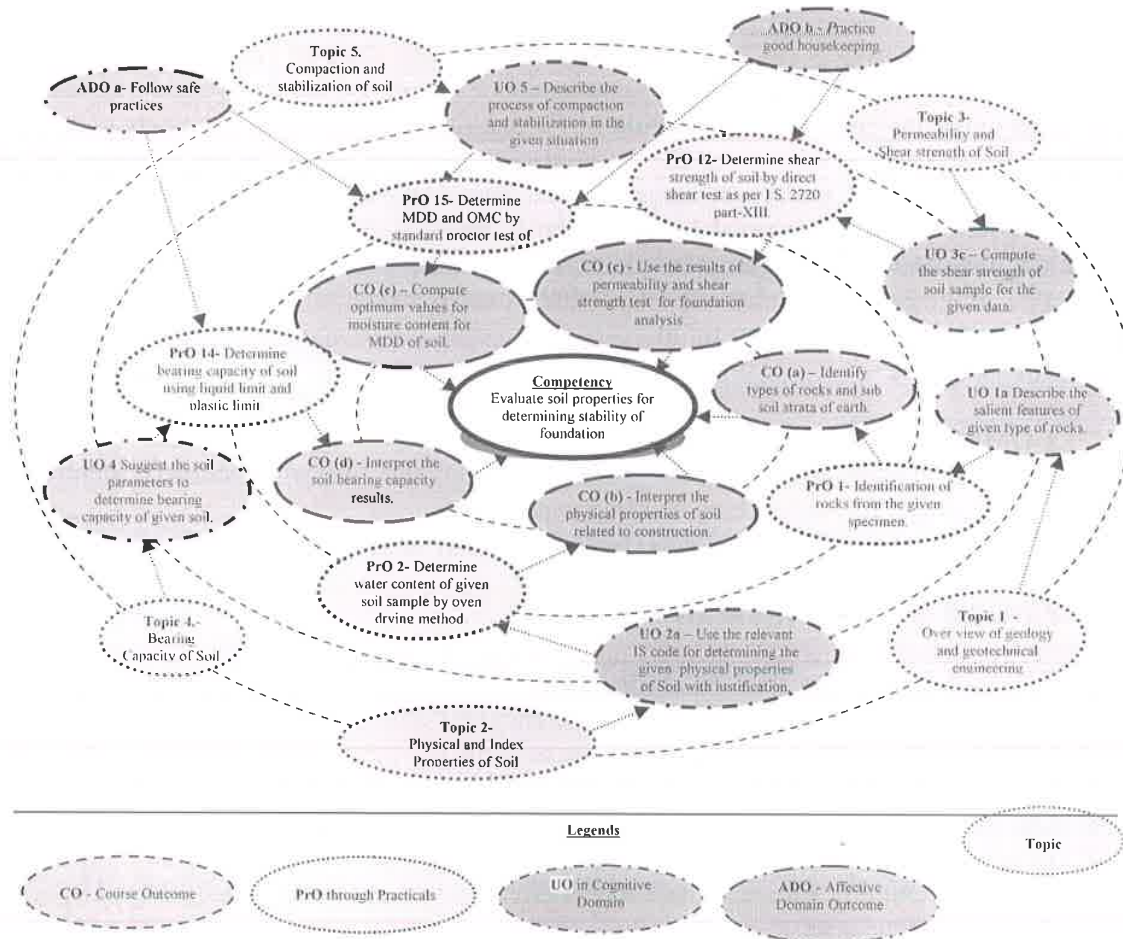 ADO b - Practice
good housekeeping
Topic 5.
Compaction and
stabilization of soil
ADO a- Follow safe
practices
UO 5 – Describe the
process of compaction
and stabilization in the
given situation
Topic 3-
Permeability and
Shear strength of Soil
PrO 12- Determine shear
strength of soil by direct
shear test as per I S. 2720
part-XIII.
PrO 15- Determine
MDD and OMC by
standard proctor test of
UO 3c – Compute
the shear strength of
soil sample for the
given data.
CO (c) - Use the results of
permeability and shear
strength test for foundation
analysis
CO (e) – Compute
optimum values for
moisture content for
MDD of soil.
PrO 14- Determine
bearing capacity of soil
using liquid limit and
plastic limit
Competency
Evaluate soil properties for
determining stability of
foundation
CO (a) – Identify
types of rocks and sub
soil strata of earth.
UO 1a Describe the
salient features of
given type of rocks.
UO 4 Suggest the soil
parameters to
determine bearing
capacity of given soil.
CO (d) - Interpret the
soil bearing capacity
results.
CO (b) - Interpret the
physical properties of soil
related to construction.
PrO 1- Identification of
rocks from the given
specimen.
PrO 2- Determine
water content of given
soil sample by oven
drying method
Topic 4.-
Bearing
Capacity of Soil
UO 2a – Use the relevant
IS code for determining the
given physical properties
of Soil with justification.
Topic 1 -
Over view of geology
and geotechnical
engineering
Topic 2-
Physical and Index
Properties of Soil
Legends
Topic
CO - Course Outcome
PrO through Practicals
UO in Cognitive
Domain
ADO - Affective
Domain Outcome